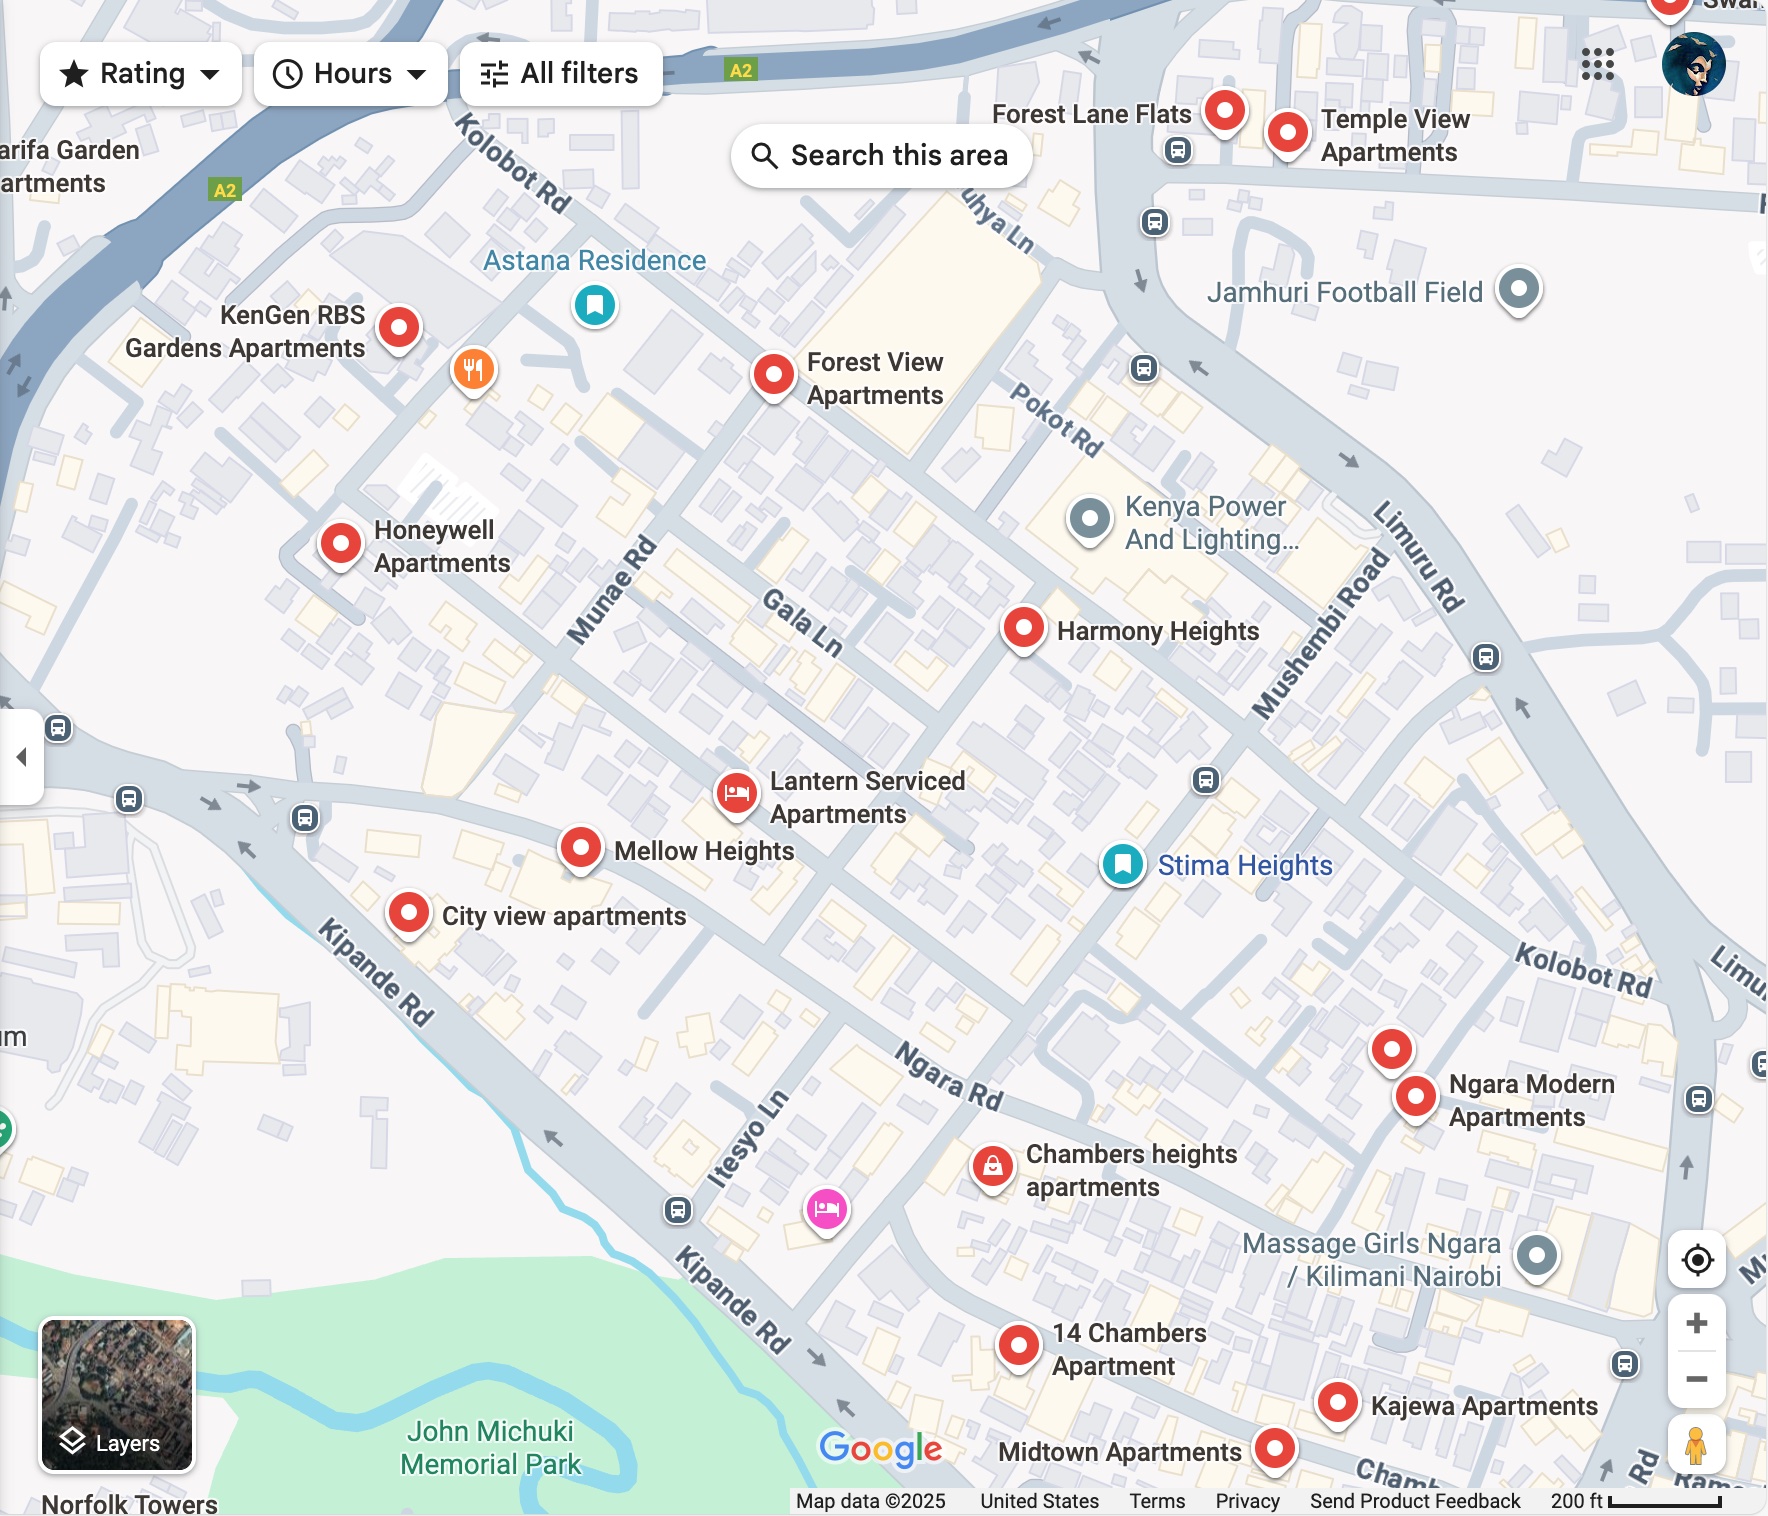 Swan
Rating
Hours
All filters
A2
Search this area
Forest Lane Flats
Temple View
Apartments
arifa Garden
artments
A2
Kolobot Rd
uhya Ln
Astana Residence
Jamhuri Football Field
KenGen RBS
Gardens Apartments
Forest View
Apartments
Pokot Rd
Kenya Power
And Lighting...
Limuru Rd
Honeywell
Apartments
Munae Rd
Gala Ln
Mushembi Road
Harmony Heights
Lantern Serviced
Apartments
Mellow Heights
Stima Heights
City view apartments
Kipande Rd
Kolobot Rd
Limu
um
Ngara Rd
Ngara Modern
Apartments
Itesyo Ln
Chambers heights
apartments
Massage Girls Ngara
/ Kilimani Nairobi
Kipande Rd
14 Chambers
Apartment
Kajewa Apartments
John Michuki
Memorial Park
Layers
Google
Midtown Apartments
Chamb
Rd
Norfolk Towers
Map data ©2025 United States Terms Privacy Send Product Feedback 200 ft